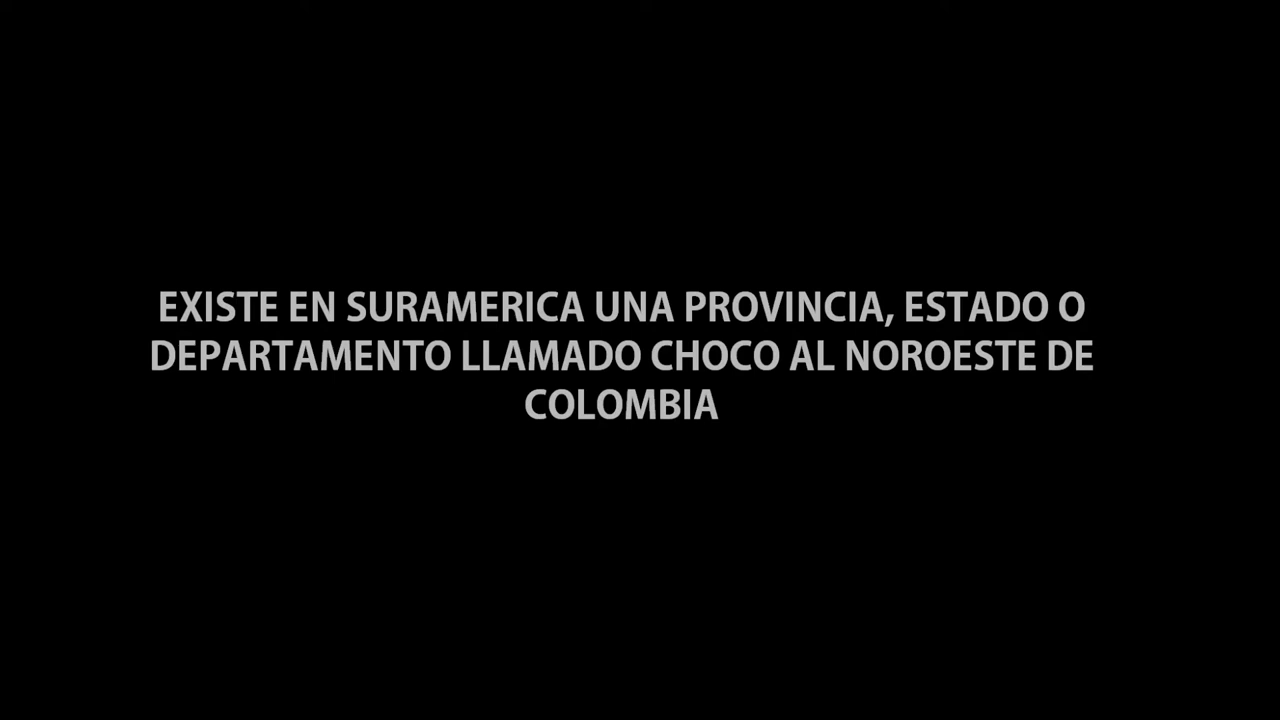 EXISTE EN SURAMERICA UNA PROVINCIA, ESTADO O
DEPARTAMENTO LLAMADO CHOCO AL NOROESTE DE
COLOMBIA